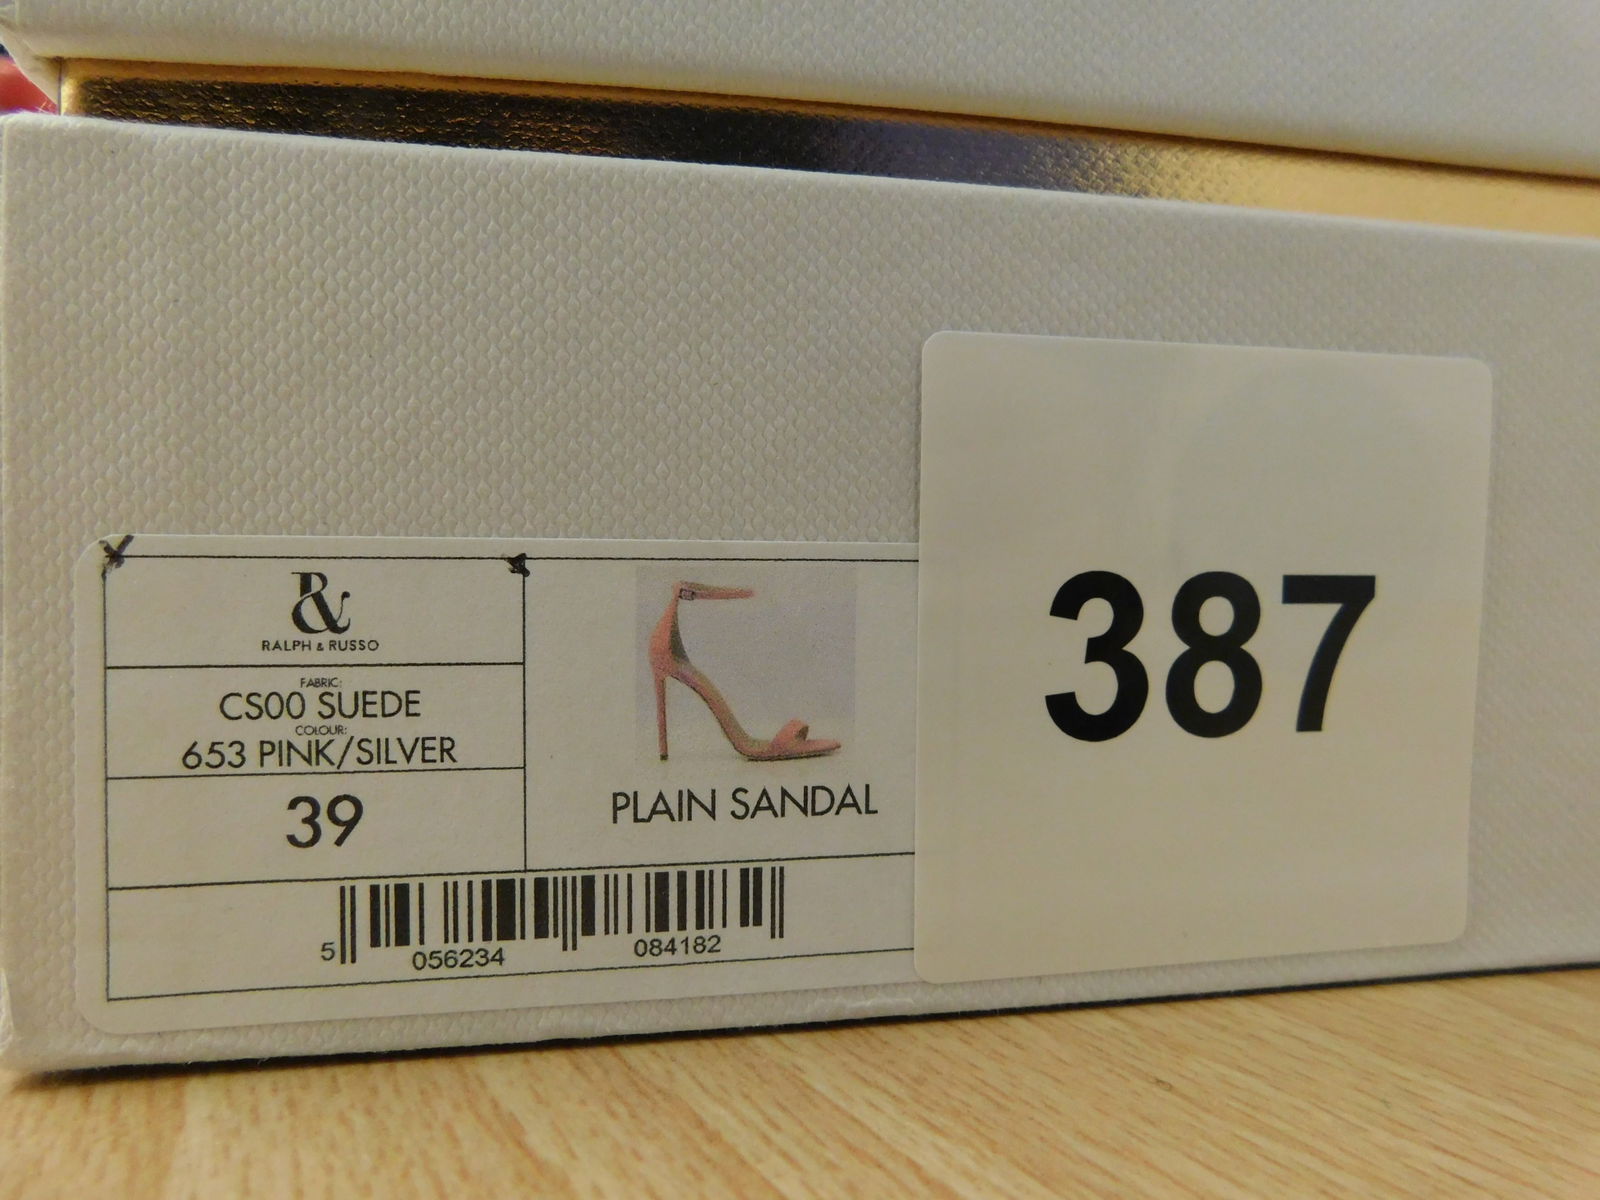 &
RALPH & RUSSO
FABRIC:
CS00 SUEDE
COLOUR:
653 PINK/SILVER
39
PLAIN SANDAL
5 056234 084182
387